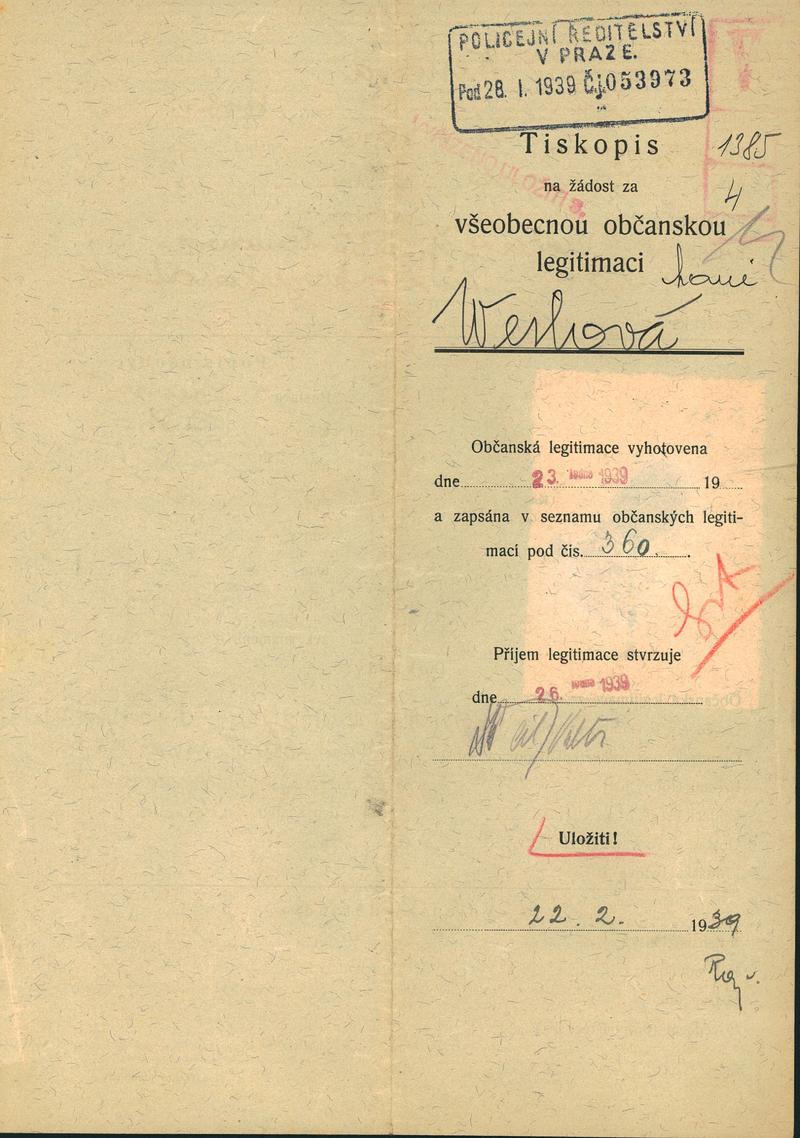 POLICEJNÍ ŘEDITELSTVÍ
V PRAZE.
Pod 28. I. 1939 Čj. 053973
Tiskopis
1385
na žádost za
4
všeobecnou občanskou
legitimaci
Občanská legitimace vyhotovena
dne 23. 1939 19
a zapsána v seznamu občanských legiti-
mací pod čís. 360.
Příjem legitimace stvrzuje
dne 26. 1939
Uložiti!
22. 2. 1939